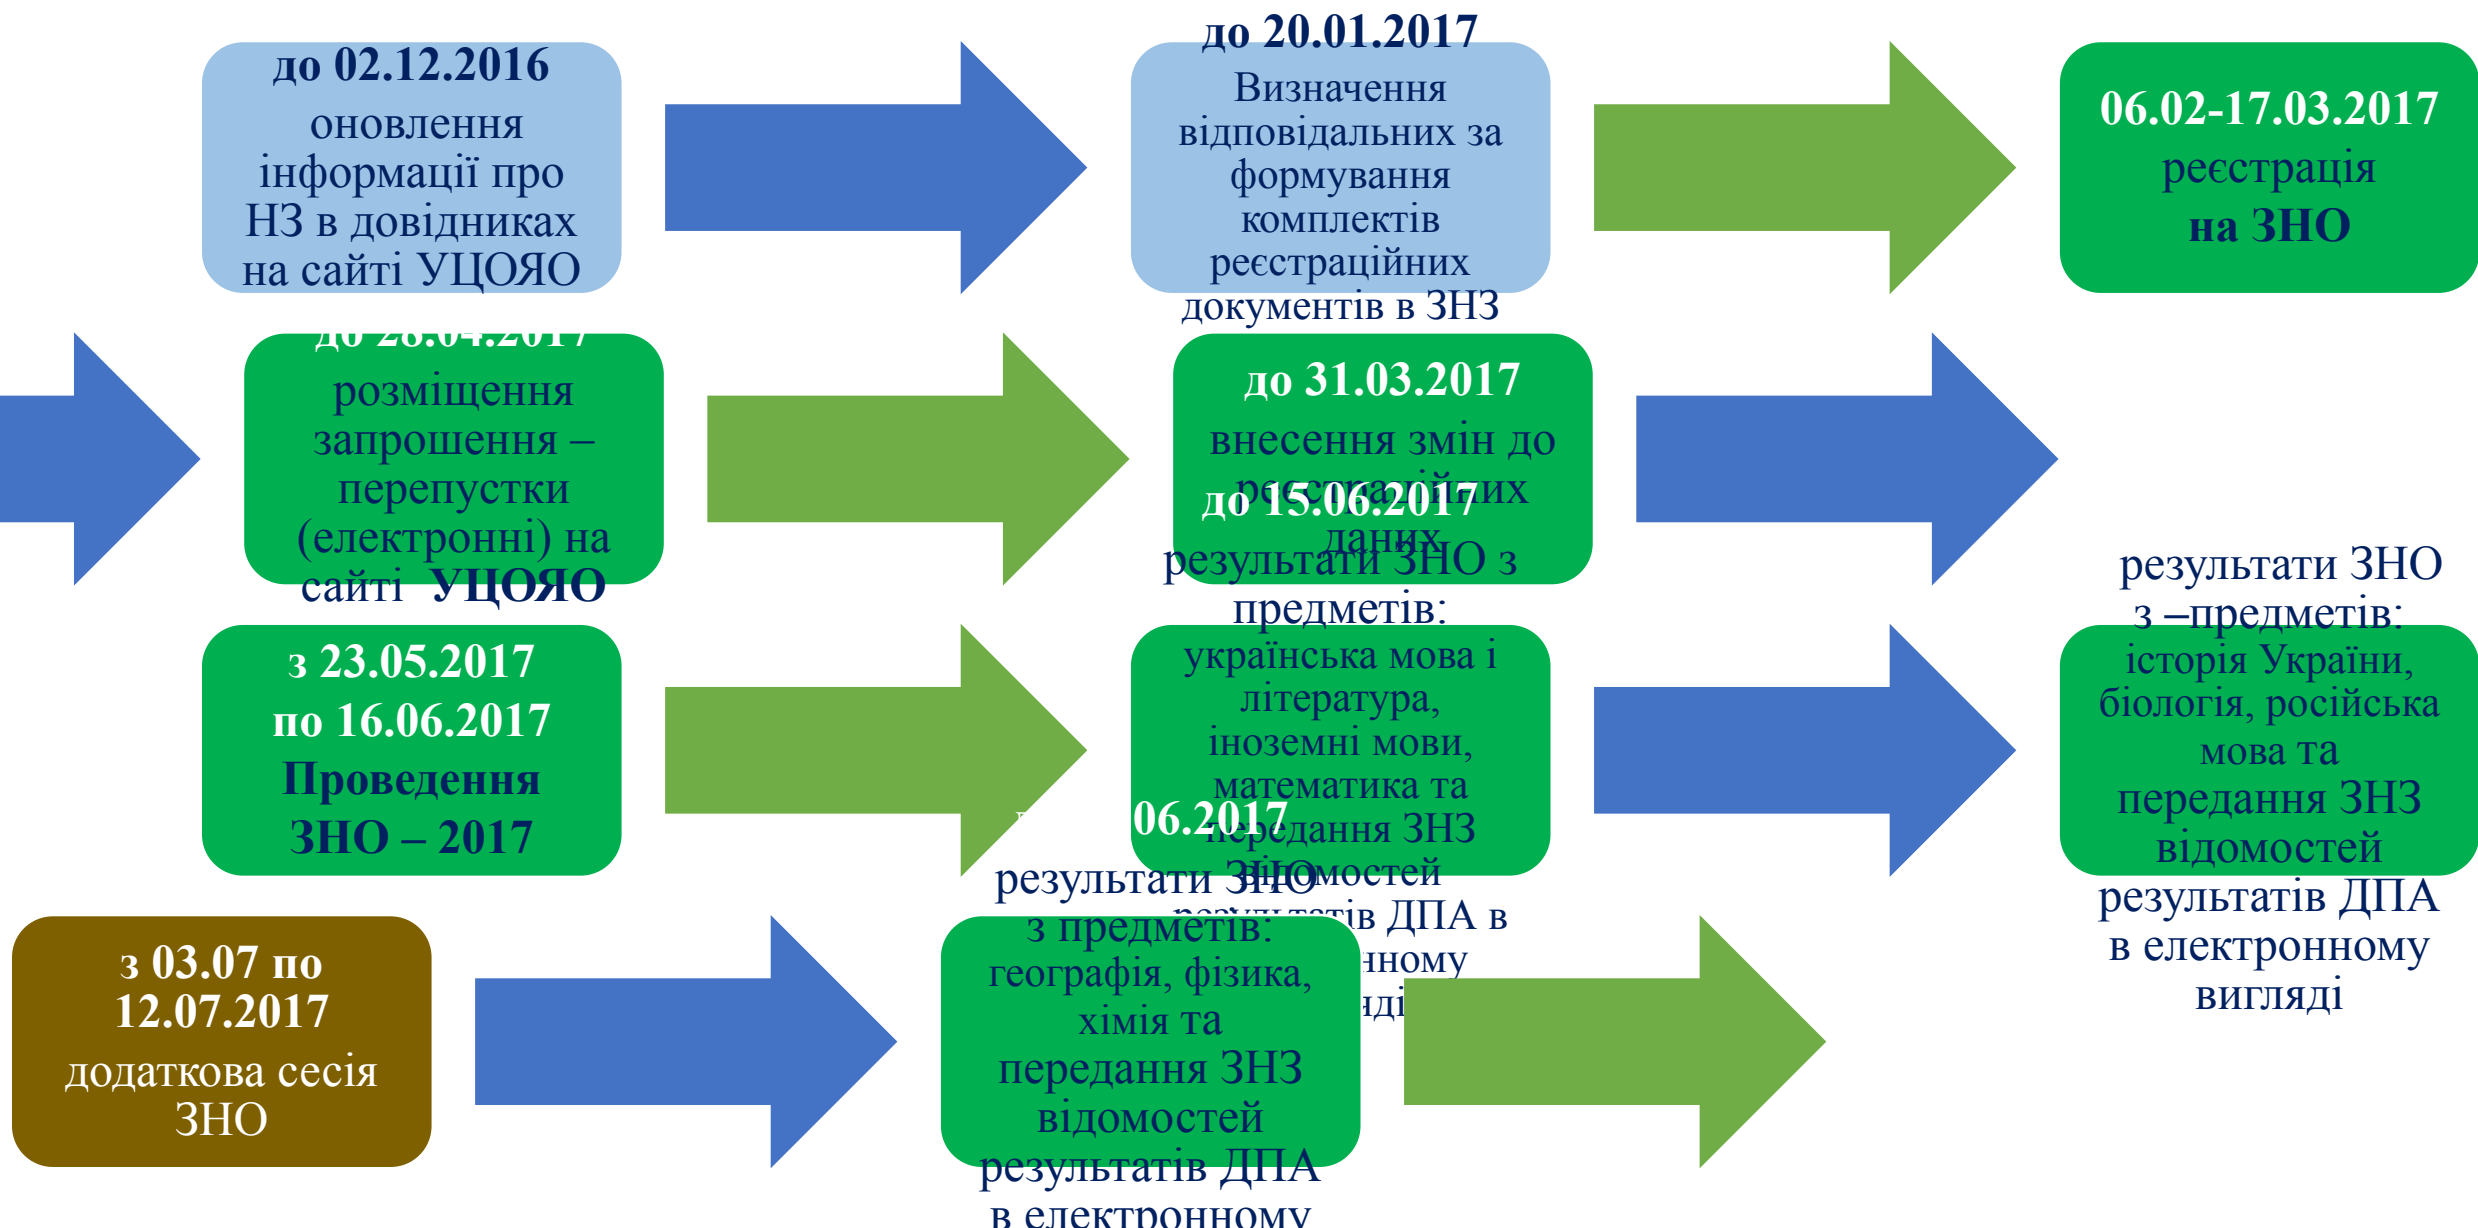 до 02.12.2016
оновлення
інформації про
НЗ в довідниках
на сайті УЦОЯО
до 20.01.2017
Визначення
відповідальних за
формування
комплектів
реєстраційних
документів в ЗНЗ
06.02-17.03.2017
реєстрація
на ЗНО
до 28.04.2017
розміщення
запрошення –
перепустки
(електронні) на
сайті УЦОЯО
до 31.03.2017
внесення змін до
реєстраційних
даних
з 23.05.2017
по 16.06.2017
Проведення
ЗНО – 2017
до 15.06.2017
результати ЗНО з
предметів:
українська мова і
література,
іноземні мови,
математика та
передання ЗНЗ
відомостей
результатів ДПА в
результати ЗНО
з –предметів:
історія України,
біологія, російська
мова та
передання ЗНЗ
відомостей
результатів ДПА
в електронному
вигляді
з 03.07 по
12.07.2017
додаткова сесія
ЗНО
06.2017
результати ЗНО
з предметів:
географія, фізика,
хімія та
передання ЗНЗ
відомостей
результатів ДПА
в електронному